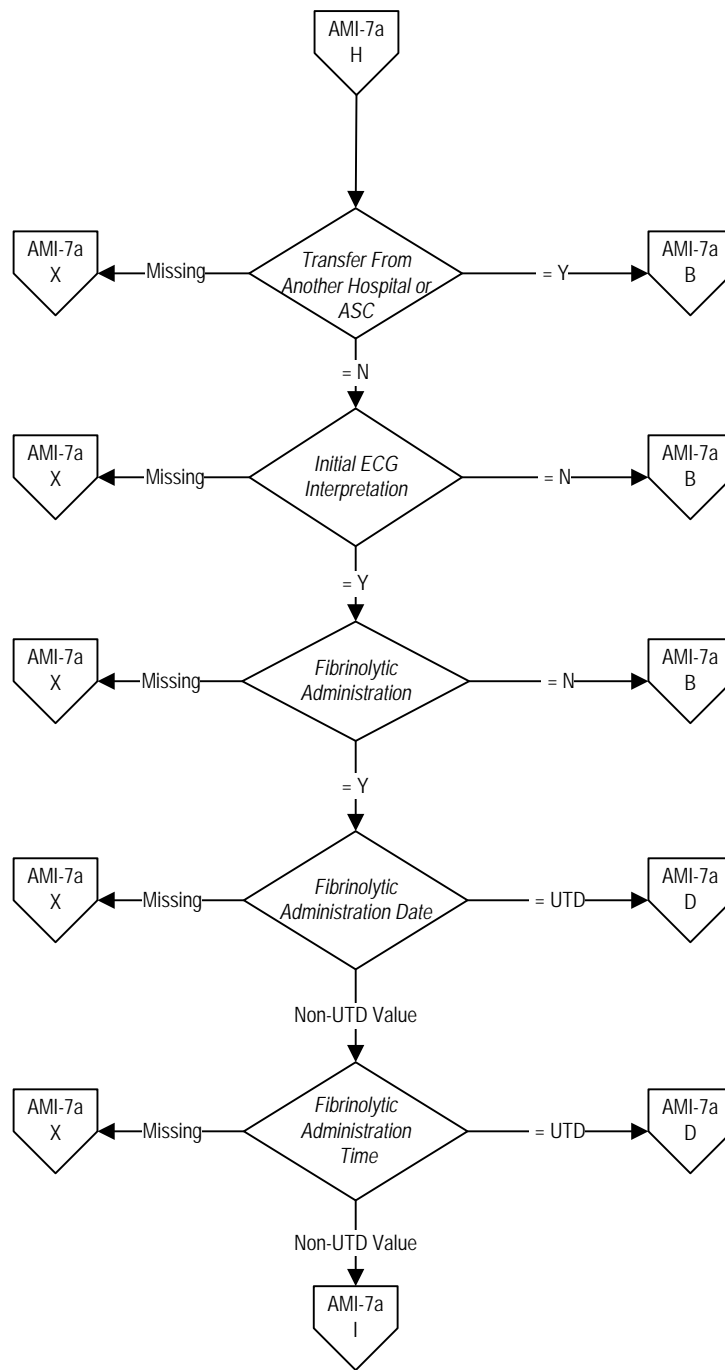 AMI-7a
H
AMI-7a
X
Missing
Transfer From
Another Hospital or
ASC
= Y
AMI-7a
B
= N
AMI-7a
X
Missing
Initial ECG
Interpretation
= N
AMI-7a
B
= Y
AMI-7a
X
Missing
Fibrinolytic
Administration
= N
AMI-7a
B
= Y
AMI-7a
X
Missing
Fibrinolytic
Administration Date
= UTD
AMI-7a
D
Non-UTD Value
AMI-7a
X
Missing
Fibrinolytic
Administration
Time
= UTD
AMI-7a
D
Non-UTD Value
AMI-7a
I